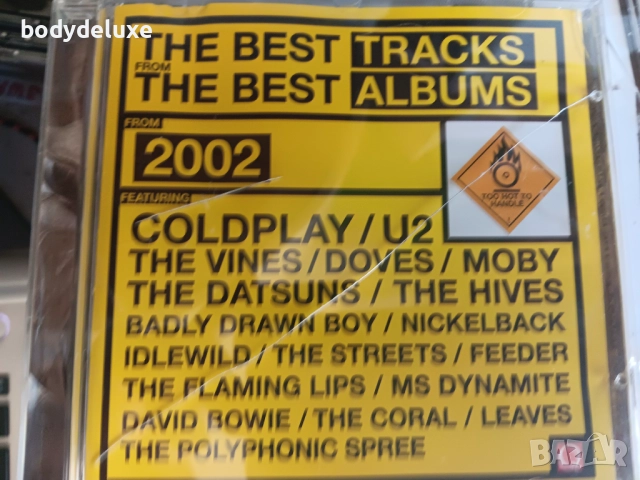 bodydeluxe
THE BEST TRACKS
FROM
THE BEST ALBUMS
FROM
2002
TOO HOT TO
HANDLE
FEATURING
COLDPLAY / U2
THE VINES / DOVES / MOBY
THE DATSUNS / THE HIVES
BADLY DRAWN BOY / NICKELBACK
IDLEWILD / THE STREETS / FEEDER
THE FLAMING LIPS / MS DYNAMITE
DAVID BOWIE / THE CORAL / LEAVES
THE POLYPHONIC SPREE
BAZAR